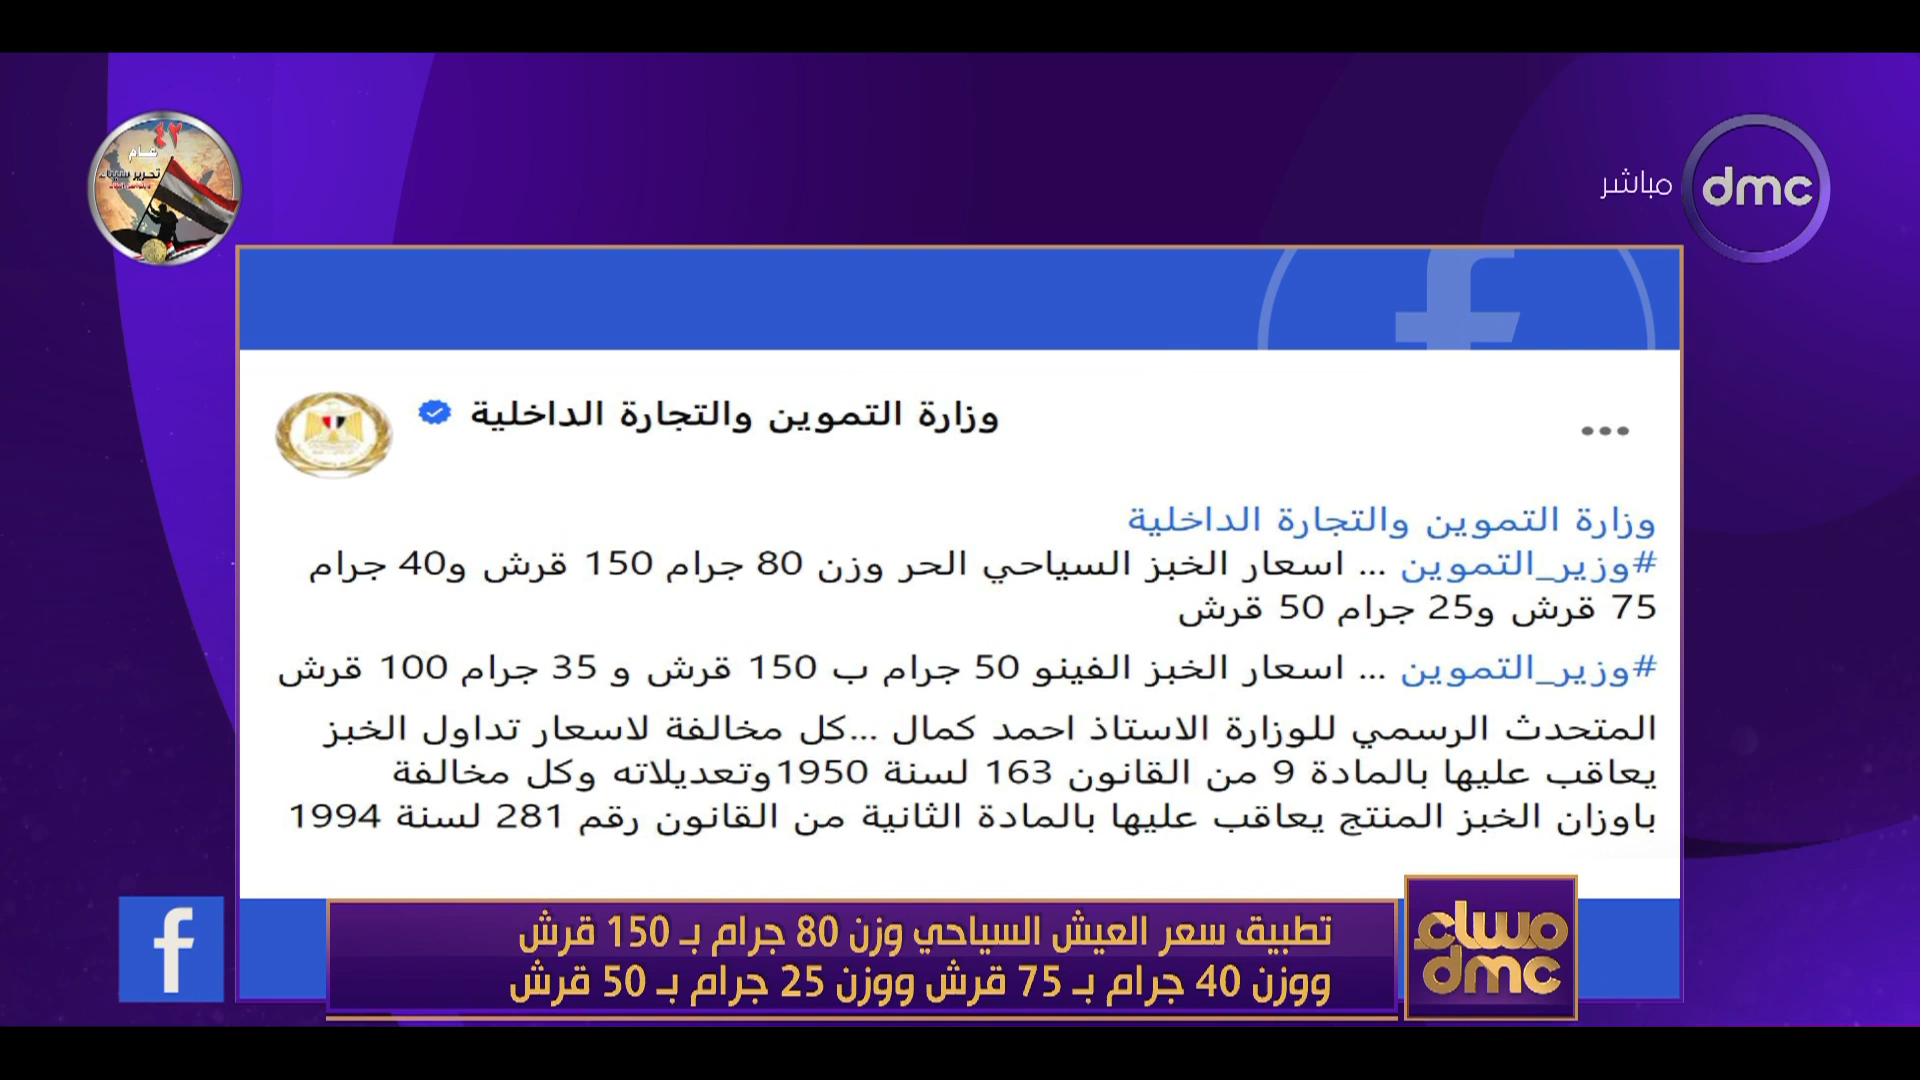 ٤٢
عام
تحرير سيناء
مباشر
dmc
وزارة التموين والتجارة الداخلية
وزارة التموين والتجارة الداخلية
#وزير_التموين ... اسعار الخبز السياحي الحر وزن 80 جرام 150 قرش و40 جرام
75 قرش و25 جرام 50 قرش
#وزير_التموين ... اسعار الخبز الفينو 50 جرام ب 150 قرش و 35 جرام 100 قرش
المتحدث الرسمي للوزارة الاستاذ احمد كمال ...كل مخالفة لاسعار تداول الخبز
يعاقب عليها بالمادة 9 من القانون 163 لسنة 1950وتعديلاته وكل مخالفة
باوزان الخبز المنتج يعاقب عليها بالمادة الثانية من القانون رقم 281 لسنة 1994
تطبيق سعر العيش السياحي وزن 80 جرام بـ 150 قرش
ووزن 40 جرام بـ 75 قرش ووزن 25 جرام بـ 50 قرش
مساء
dmc